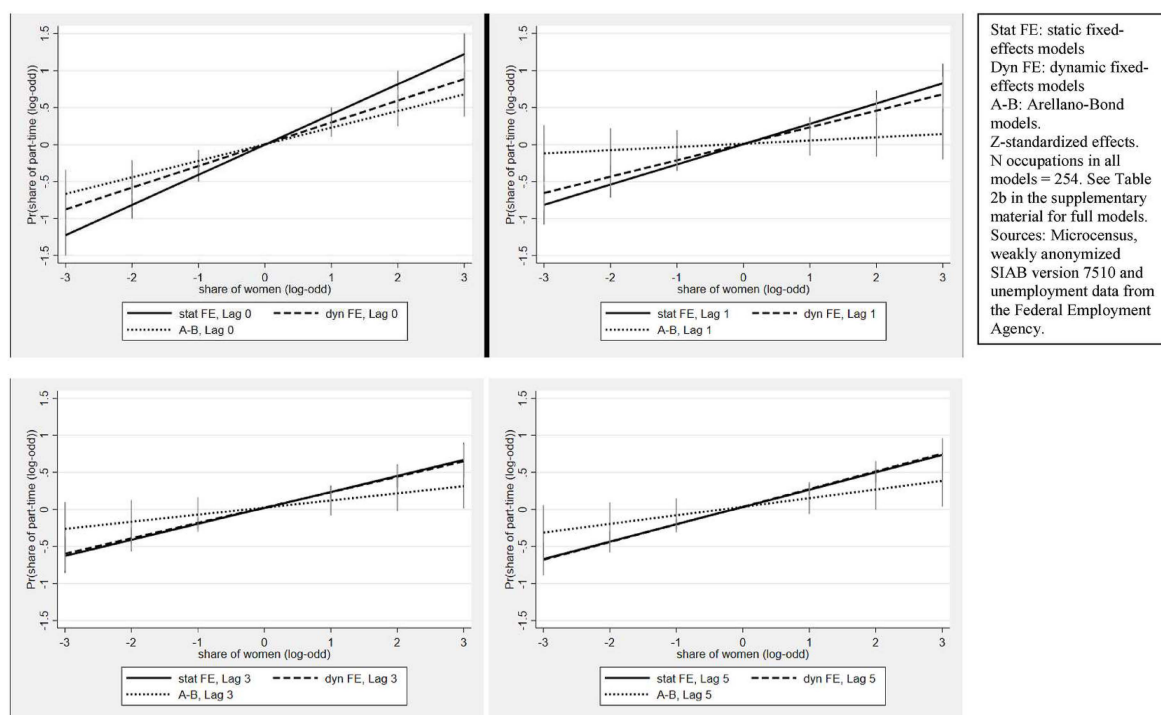 Pr(share of part-time (log-odd))
1.5
1
.5
0
-.5
-1
-1.5
-3 -2 -1 0 1 2 3
share of women (log-odd)
stat FE, Lag 0 dyn FE, Lag 0
A-B, Lag 0
Pr(share of part-time (log-odd))
1.5
1
.5
0
-.5
-1
-1.5
-3 -2 -1 0 1 2 3
share of women (log-odd)
stat FE, Lag 1 dyn FE, Lag 1
A-B, Lag 1
Stat FE: static fixed-
effects models
Dyn FE: dynamic fixed-
effects models
A-B: Arellano-Bond
models.
Z-standardized effects.
N occupations in all
models = 254. See Table
2b in the supplementary
material for full models.
Sources: Microcensus,
weakly anonymized
SIAB version 7510 and
unemployment data from
the Federal Employment
Agency.
Pr(share of part-time (log-odd))
1.5
1
.5
0
-.5
-1
-1.5
-3 -2 -1 0 1 2 3
share of women (log-odd)
stat FE, Lag 3 dyn FE, Lag 3
A-B, Lag 3
Pr(share of part-time (log-odd))
1.5
1
.5
0
-.5
-1
-1.5
-3 -2 -1 0 1 2 3
share of women (log-odd)
stat FE, Lag 5 dyn FE, Lag 5
A-B, Lag 5